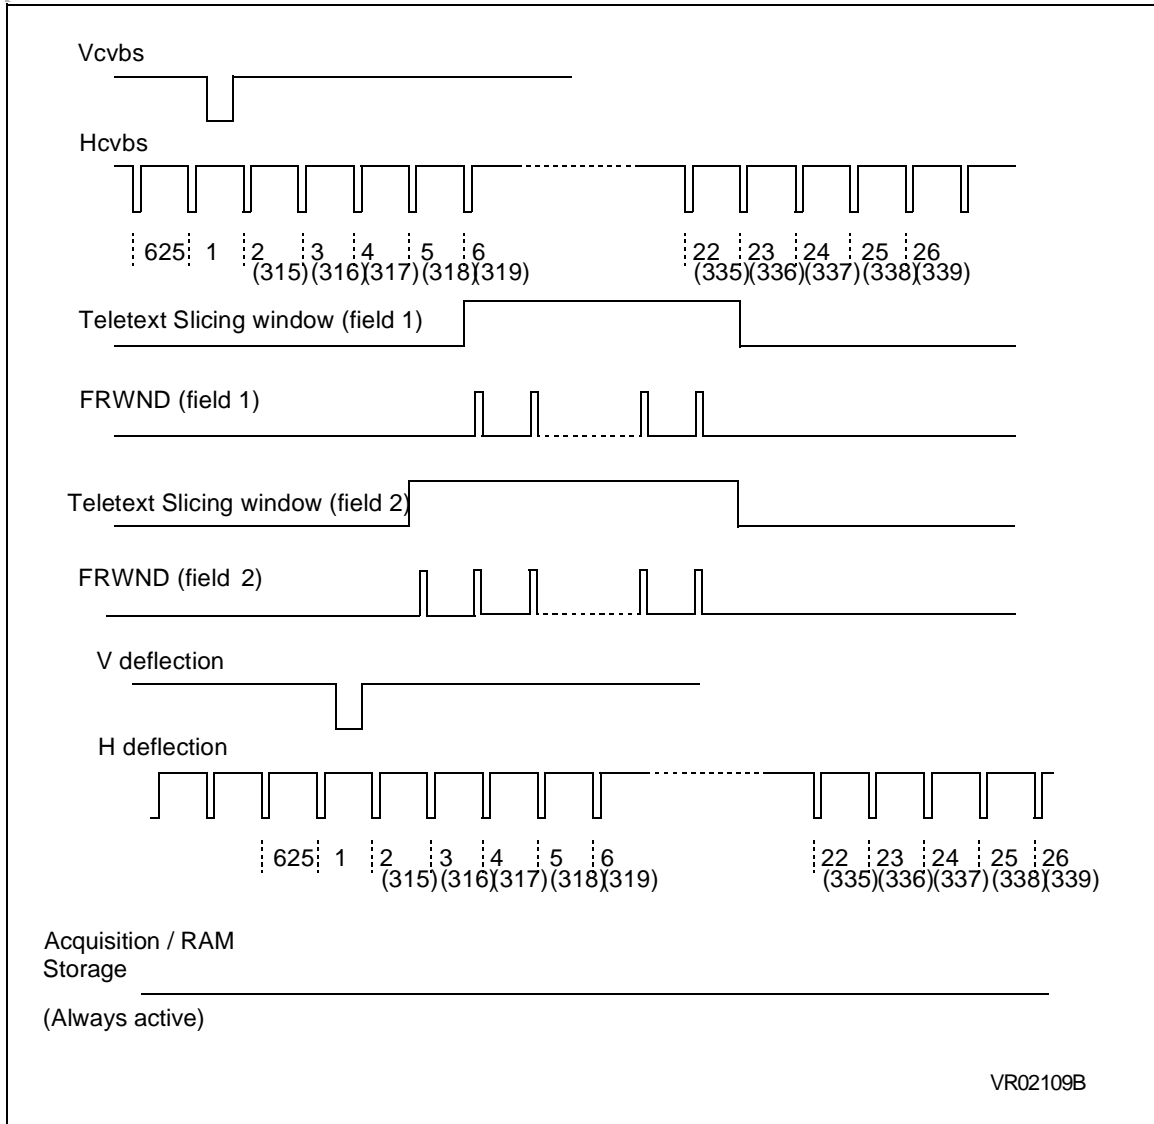 Vcvbs
Hcvbs
625 1 2 3 4 5 6 22 23 24 25 26
(315) (316) (317) (318) (319) (335) (336) (337) (338) (339)
Teletext Slicing window (field 1)
FRWND (field 1)
Teletext Slicing window (field 2)
FRWND (field 2)
V deflection
H deflection
625 1 2 3 4 5 6 22 23 24 25 26
(315) (316) (317) (318) (319) (335) (336) (337) (338) (339)
Acquisition / RAM
Storage
(Always active)
VR02109B